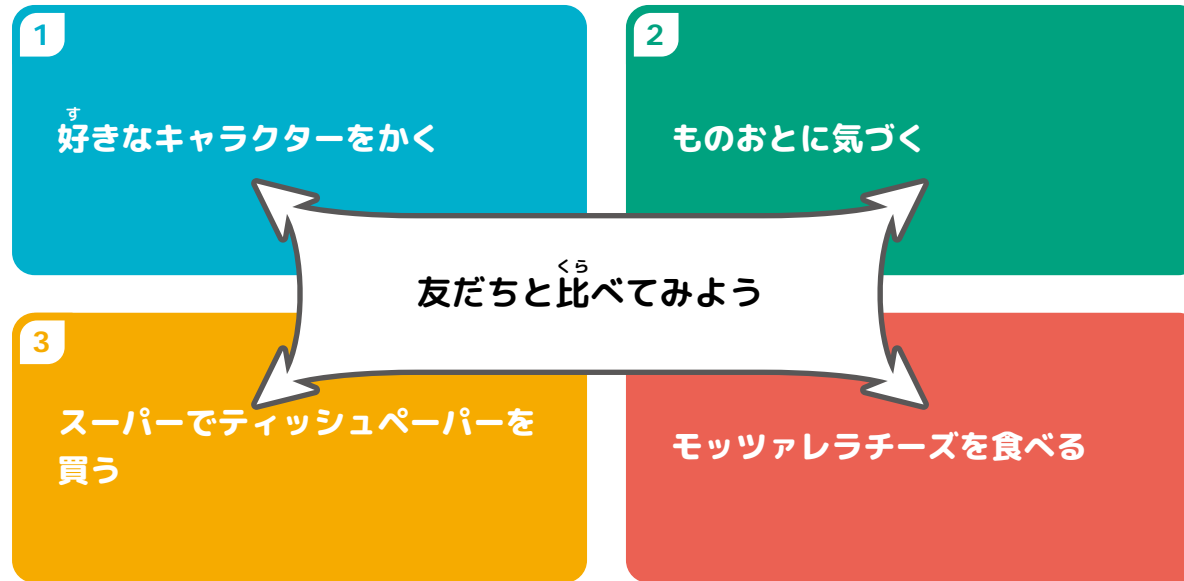 1
好きなキャラクターをかく
す
2
ものおとに気づく
友だちと比べてみよう
くら
3
スーパーでティッシュペーパーを
買う
モッツァレラチーズを食べる